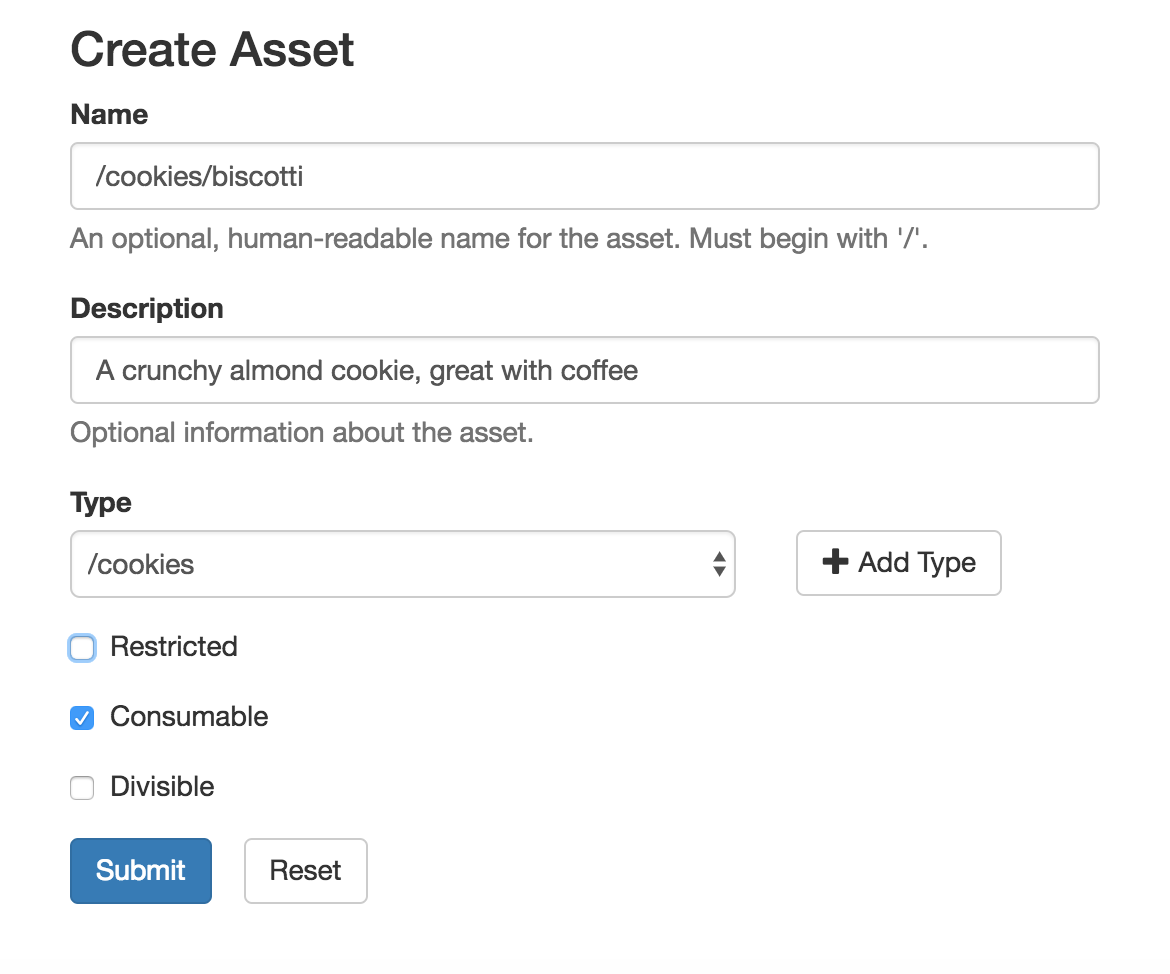 Create Asset
Name
/cookies/biscotti
An optional, human-readable name for the asset. Must begin with '/'.
Description
A crunchy almond cookie, great with coffee
Optional information about the asset.
Type
/cookies
Add Type
Restricted
Consumable
Divisible
Submit
Reset